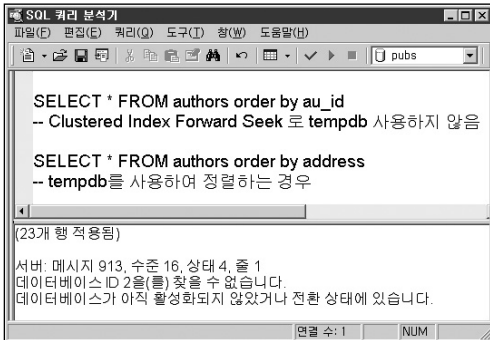 SQL 쿼리 분석기
파일(F) 편집(E) 쿼리(Q) 도구(T) 창(W) 도움말(H)
pubs
SELECT * FROM authors order by au_id
-- Clustered Index Forward Seek 로 tempdb 사용하지 않음
SELECT * FROM authors order by address
-- tempdb를 사용하여 정렬하는 경우
(23개 행 적용됨)
서버: 메시지 913, 수준 16, 상태 4, 줄 1
데이터베이스 ID 2을(를) 찾을 수 없습니다.
데이터베이스가 아직 활성화되지 않았거나 전환 상태에 있습니다.
연결 수: 1 NUM